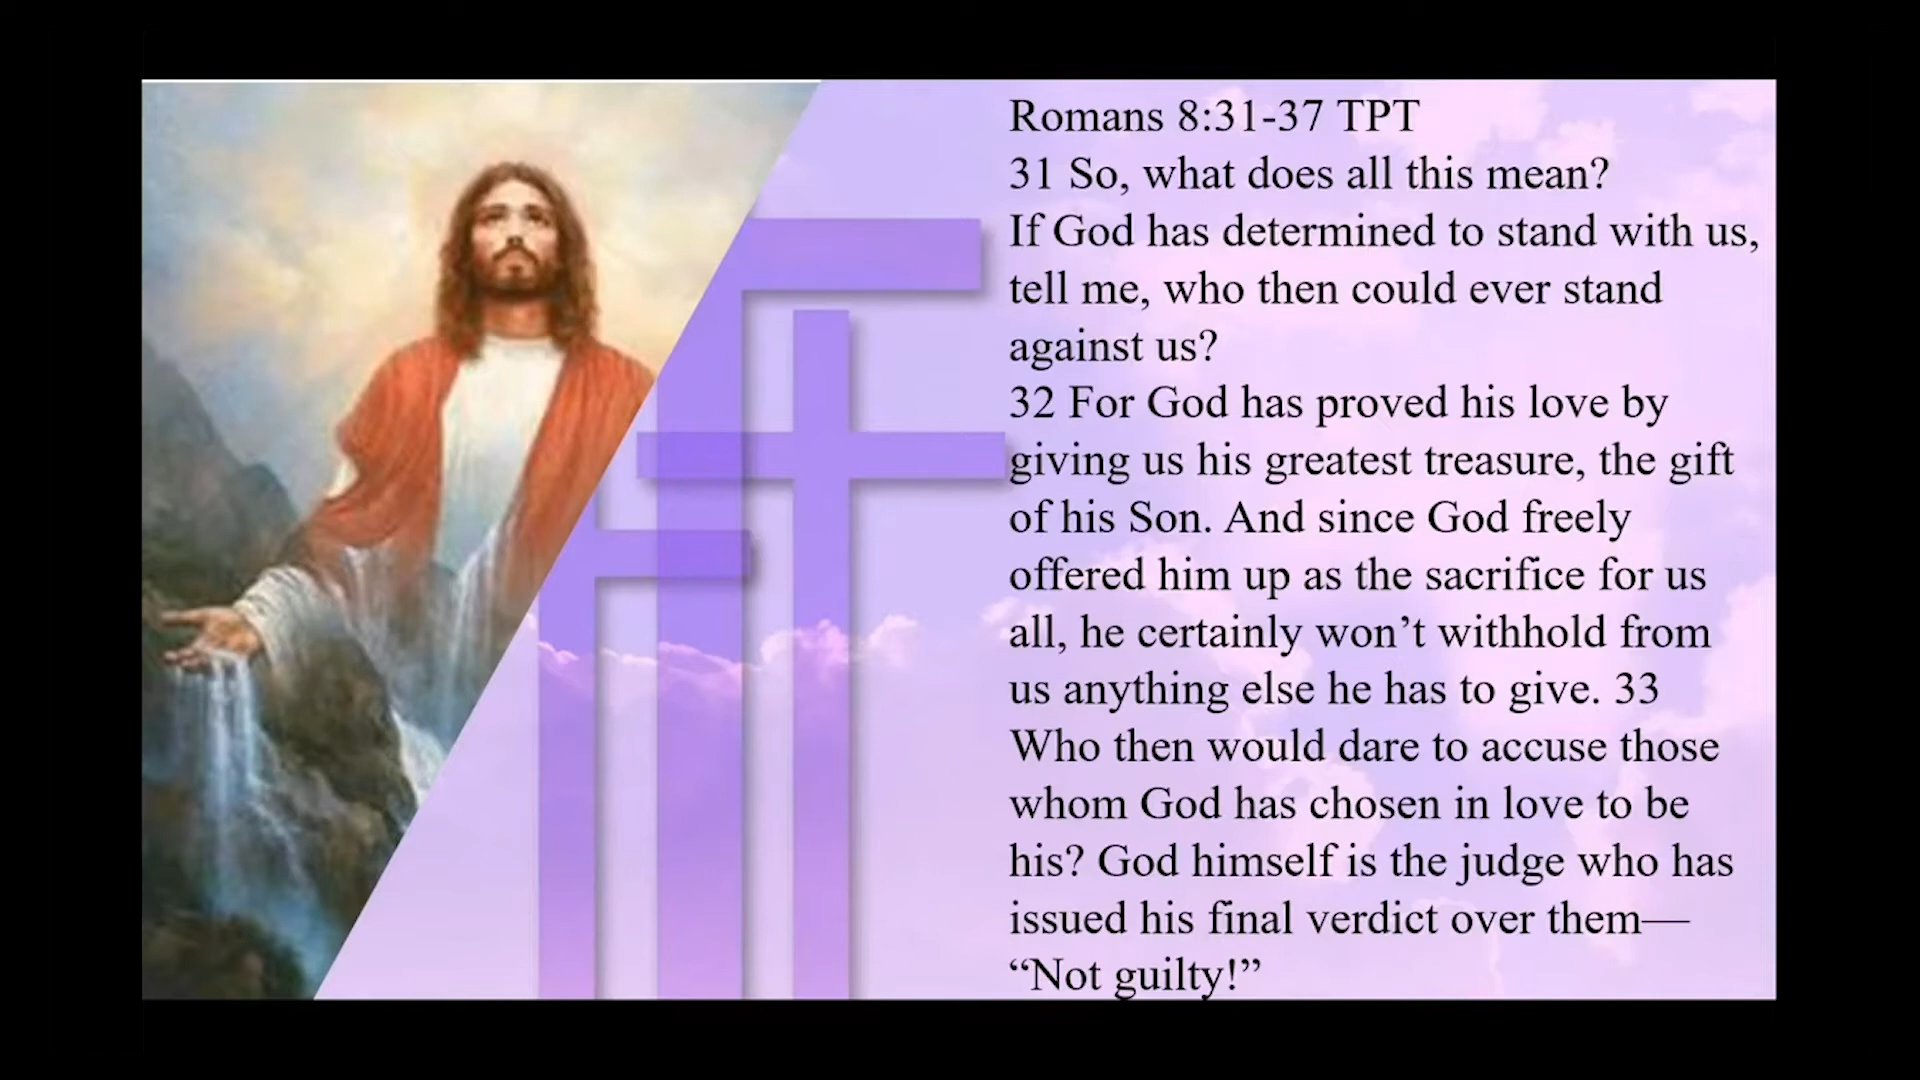 Romans 8:31-37 TPT
31 So, what does all this mean?
If God has determined to stand with us,
tell me, who then could ever stand
against us?
32 For God has proved his love by
giving us his greatest treasure, the gift
of his Son. And since God freely
offered him up as the sacrifice for us
all, he certainly won’t withhold from
us anything else he has to give. 33
Who then would dare to accuse those
whom God has chosen in love to be
his? God himself is the judge who has
issued his final verdict over them—
“Not guilty!”